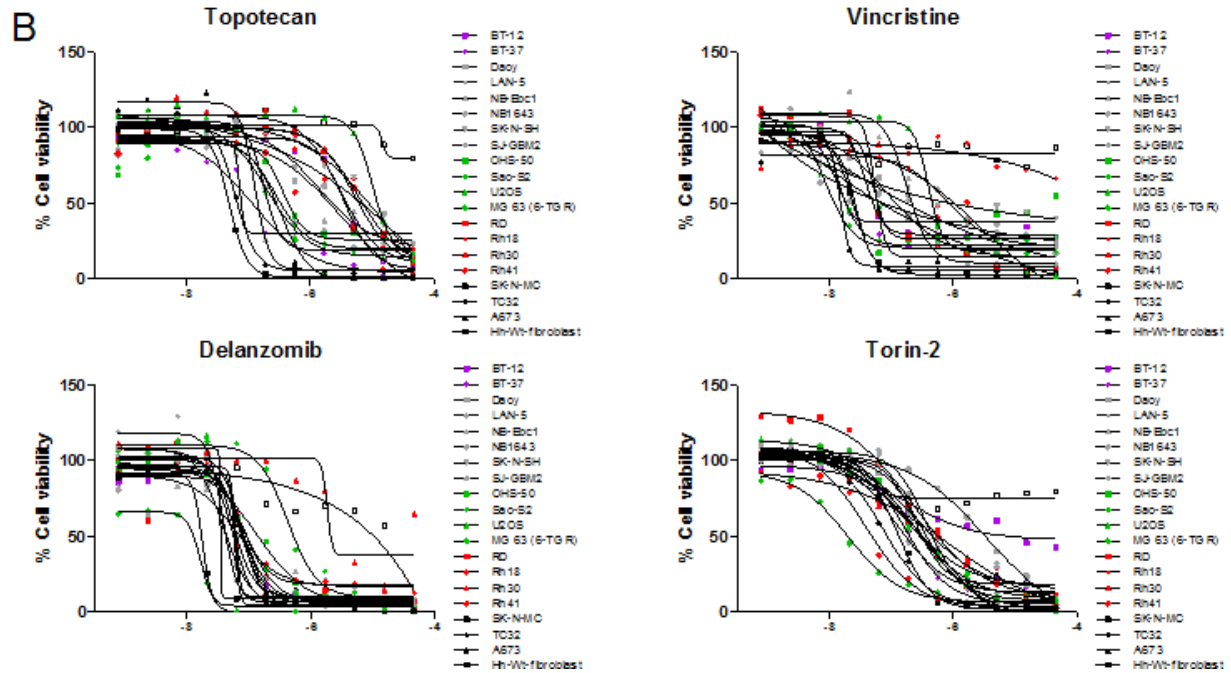 B
Topotecan
% Cell viability
150
100
50
0
-8
-6
-4
BT-12
BT-37
Daoy
LAN-5
NB-Ebc1
NB1643
SK-N-SH
SJ-GBM2
OHS-50
Sao-S2
U2OS
MG 63 (6-TG R)
RD
Rh18
Rh30
Rh41
SK-N-MC
TC32
A673
Hh-Wt-fibroblast
Vincristine
% Cell viability
150
100
50
0
-8
-6
-4
BT-12
BT-37
Daoy
LAN-5
NB-Ebc1
NB1643
SK-N-SH
SJ-GBM2
OHS-50
Sao-S2
U2OS
MG 63 (6-TG R)
RD
Rh18
Rh30
Rh41
SK-N-MC
TC32
A673
Hh-Wt-fibroblast
Delanzomib
% Cell viability
150
100
50
0
-8
-6
-4
BT-12
BT-37
Daoy
LAN-5
NB-Ebc1
NB1643
SK-N-SH
SJ-GBM2
OHS-50
Sao-S2
U2OS
MG 63 (6-TG R)
RD
Rh18
Rh30
Rh41
SK-N-MC
TC32
A673
Hh-Wt-fibroblast
Torin-2
% Cell viability
150
100
50
0
-8
-6
-4
BT-12
BT-37
Daoy
LAN-5
NB-Ebc1
NB1643
SK-N-SH
SJ-GBM2
OHS-50
Sao-S2
U2OS
MG 63 (6-TG R)
RD
Rh18
Rh30
Rh41
SK-N-MC
TC32
A673
Hh-Wt-fibroblast